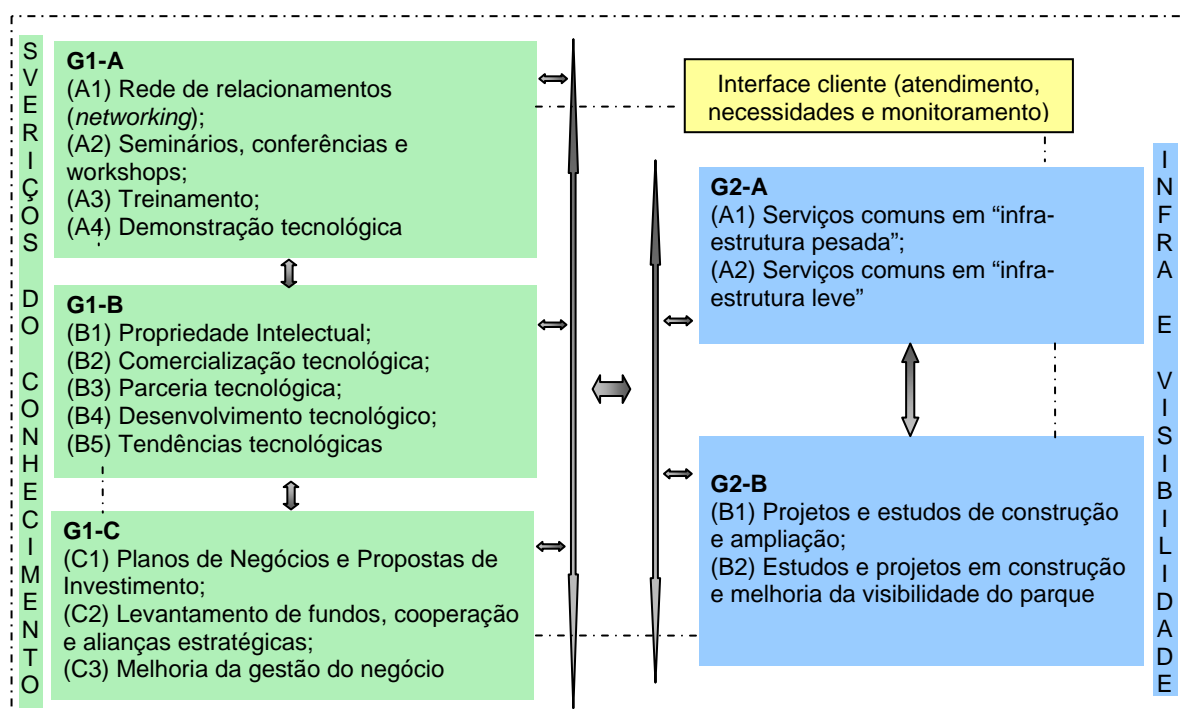 SVERIÇOS DO CONHECIMENTO
G1-A
(A1) Rede de relacionamentos
(networking);
(A2) Seminários, conferências e
workshops;
(A3) Treinamento;
(A4) Demonstração tecnológica
G1-B
(B1) Propriedade Intelectual;
(B2) Comercialização tecnológica;
(B3) Parceria tecnológica;
(B4) Desenvolvimento tecnológico;
(B5) Tendências tecnológicas
G1-C
(C1) Planos de Negócios e Propostas de
Investimento;
(C2) Levantamento de fundos, cooperação
e alianças estratégicas;
(C3) Melhoria da gestão do negócio
Interface cliente (atendimento,
necessidades e monitoramento)
G2-A
(A1) Serviços comuns em “infra-
estrutura pesada”;
(A2) Serviços comuns em “infra-
estrutura leve”
G2-B
(B1) Projetos e estudos de construção
e ampliação;
(B2) Estudos e projetos em construção
e melhoria da visibilidade do parque
INFRA E VISIBILIDADE